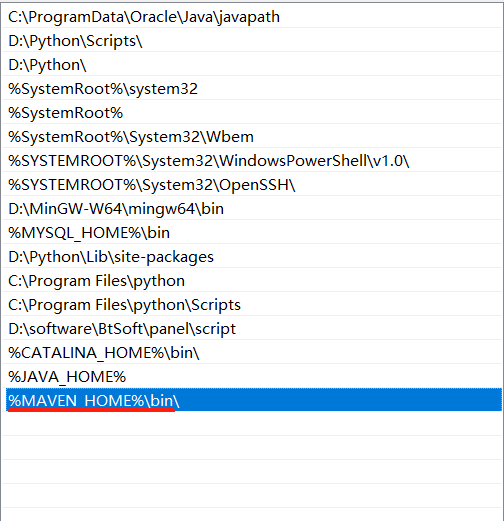 C:\ProgramData\Oracle\Java\javapath
D:\Python\Scripts\
D:\Python\
%SystemRoot%\system32
%SystemRoot%
%SystemRoot%\System32\Wbem
%SYSTEMROOT%\System32\WindowsPowerShell\v1.0\
%SYSTEMROOT%\System32\OpenSSH\
D:\MinGW-W64\mingw64\bin
%MYSQL_HOME%\bin
D:\Python\Lib\site-packages
C:\Program Files\python
C:\Program Files\python\Scripts
D:\software\BtSoft\panel\script
%CATALINA_HOME%\bin\
%JAVA_HOME%
%MAVEN_HOME%\bin\